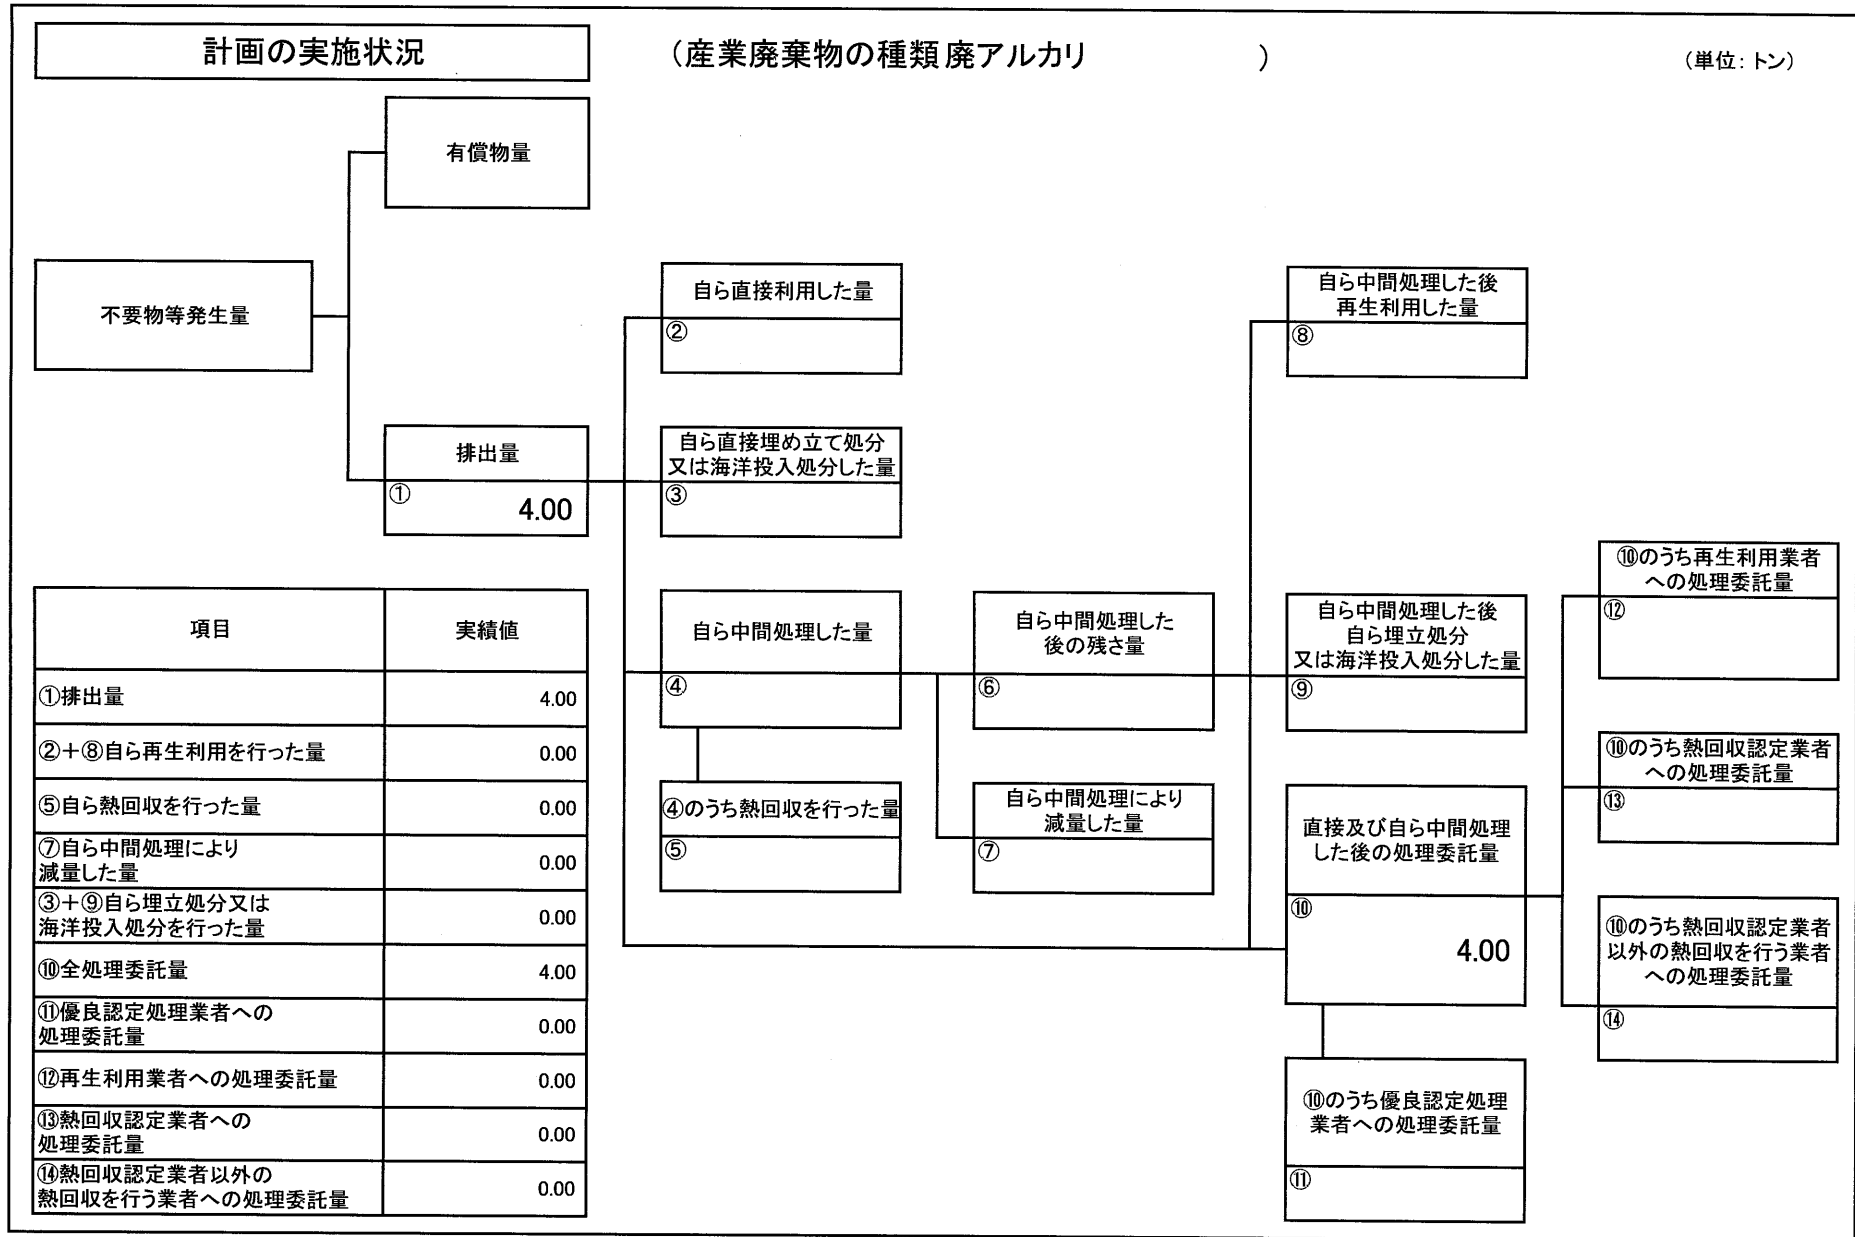 計画の実施状況
（産業廃棄物の種類 廃アルカリ　　　　　）
（単位：トン）
有償物量
不要物等発生量
排出量
①
4.00
自ら直接利用した量
②
自ら直接埋め立て処分
又は海洋投入処分した量
③
自ら中間処理した後
再生利用した量
⑧
自ら中間処理した量
④
自ら中間処理した
後の残さ量
⑥
自ら中間処理した後
自ら埋立処分
又は海洋投入処分した量
⑨
④のうち熱回収を行った量
⑤
自ら中間処理により
減量した量
⑦
直接及び自ら中間処理
した後の処理委託量
⑩
4.00
⑩のうち再生利用業者
への処理委託量
⑫
⑩のうち熱回収認定業者
への処理委託量
⑬
⑩のうち熱回収認定業者
以外の熱回収を行う業者
への処理委託量
⑭
⑩のうち優良認定処理
業者への処理委託量
⑪
項目 実績値
①排出量 4.00
②＋⑧自ら再生利用を行った量 0.00
⑤自ら熱回収を行った量 0.00
⑦自ら中間処理により
減量した量 0.00
③＋⑨自ら埋立処分又は
海洋投入処分を行った量 0.00
⑩全処理委託量 4.00
⑪優良認定処理業者への
処理委託量 0.00
⑫再生利用業者への処理委託量 0.00
⑬熱回収認定業者への
処理委託量 0.00
⑭熱回収認定業者以外の
熱回収を行う業者への処理委託量 0.00